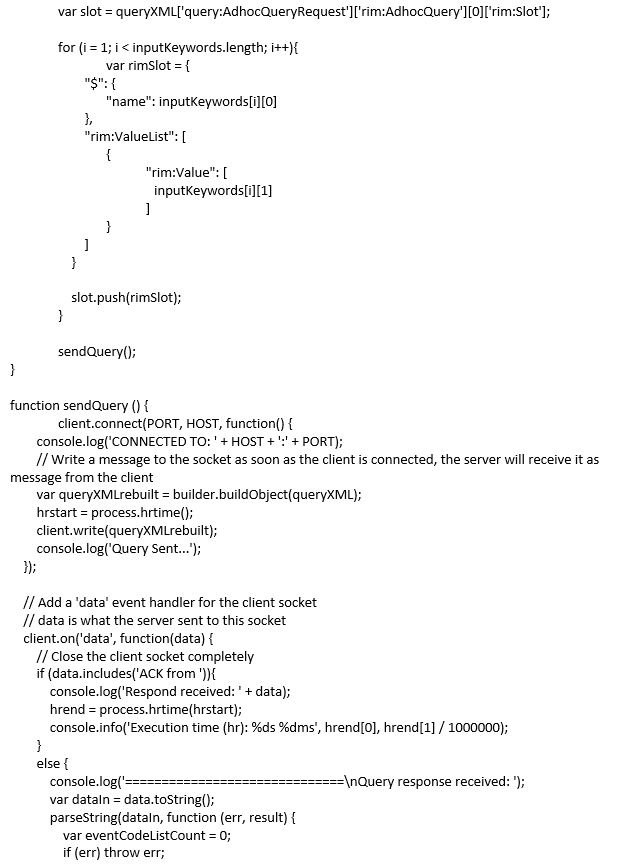 var slot = queryXML['query:AdhocQueryRequest']['rim:AdhocQuery'][0]['rim:Slot'];
for (i = 1; i < inputKeywords.length; i++){
var rimSlot = {
"$": {
"name": inputKeywords[i][0]
},
"rim:ValueList": [
{
"rim:Value": [
inputKeywords[i][1]
]
}
]
}
slot.push(rimSlot);
}
sendQuery();
}
function sendQuery () {
client.connect(PORT, HOST, function() {
console.log('CONNECTED TO: ' + HOST + ':' + PORT);
// Write a message to the socket as soon as the client is connected, the server will receive it as
message from the client
var queryXMLrebuilt = builder.buildObject(queryXML);
hrstart = process.hrtime();
client.write(queryXMLrebuilt);
console.log('Query Sent...');
});
// Add a 'data' event handler for the client socket
// data is what the server sent to this socket
client.on('data', function(data) {
// Close the client socket completely
if (data.includes('ACK from ')){
console.log('Respond received: ' + data);
hrend = process.hrtime(hrstart);
console.info('Execution time (hr): %ds %dms', hrend[0], hrend[1] / 1000000);
}
else {
console.log('==============================\nQuery response received: ');
var dataIn = data.toString();
parseString(dataIn, function (err, result) {
var eventCodeListCount = 0;
if (err) throw err;